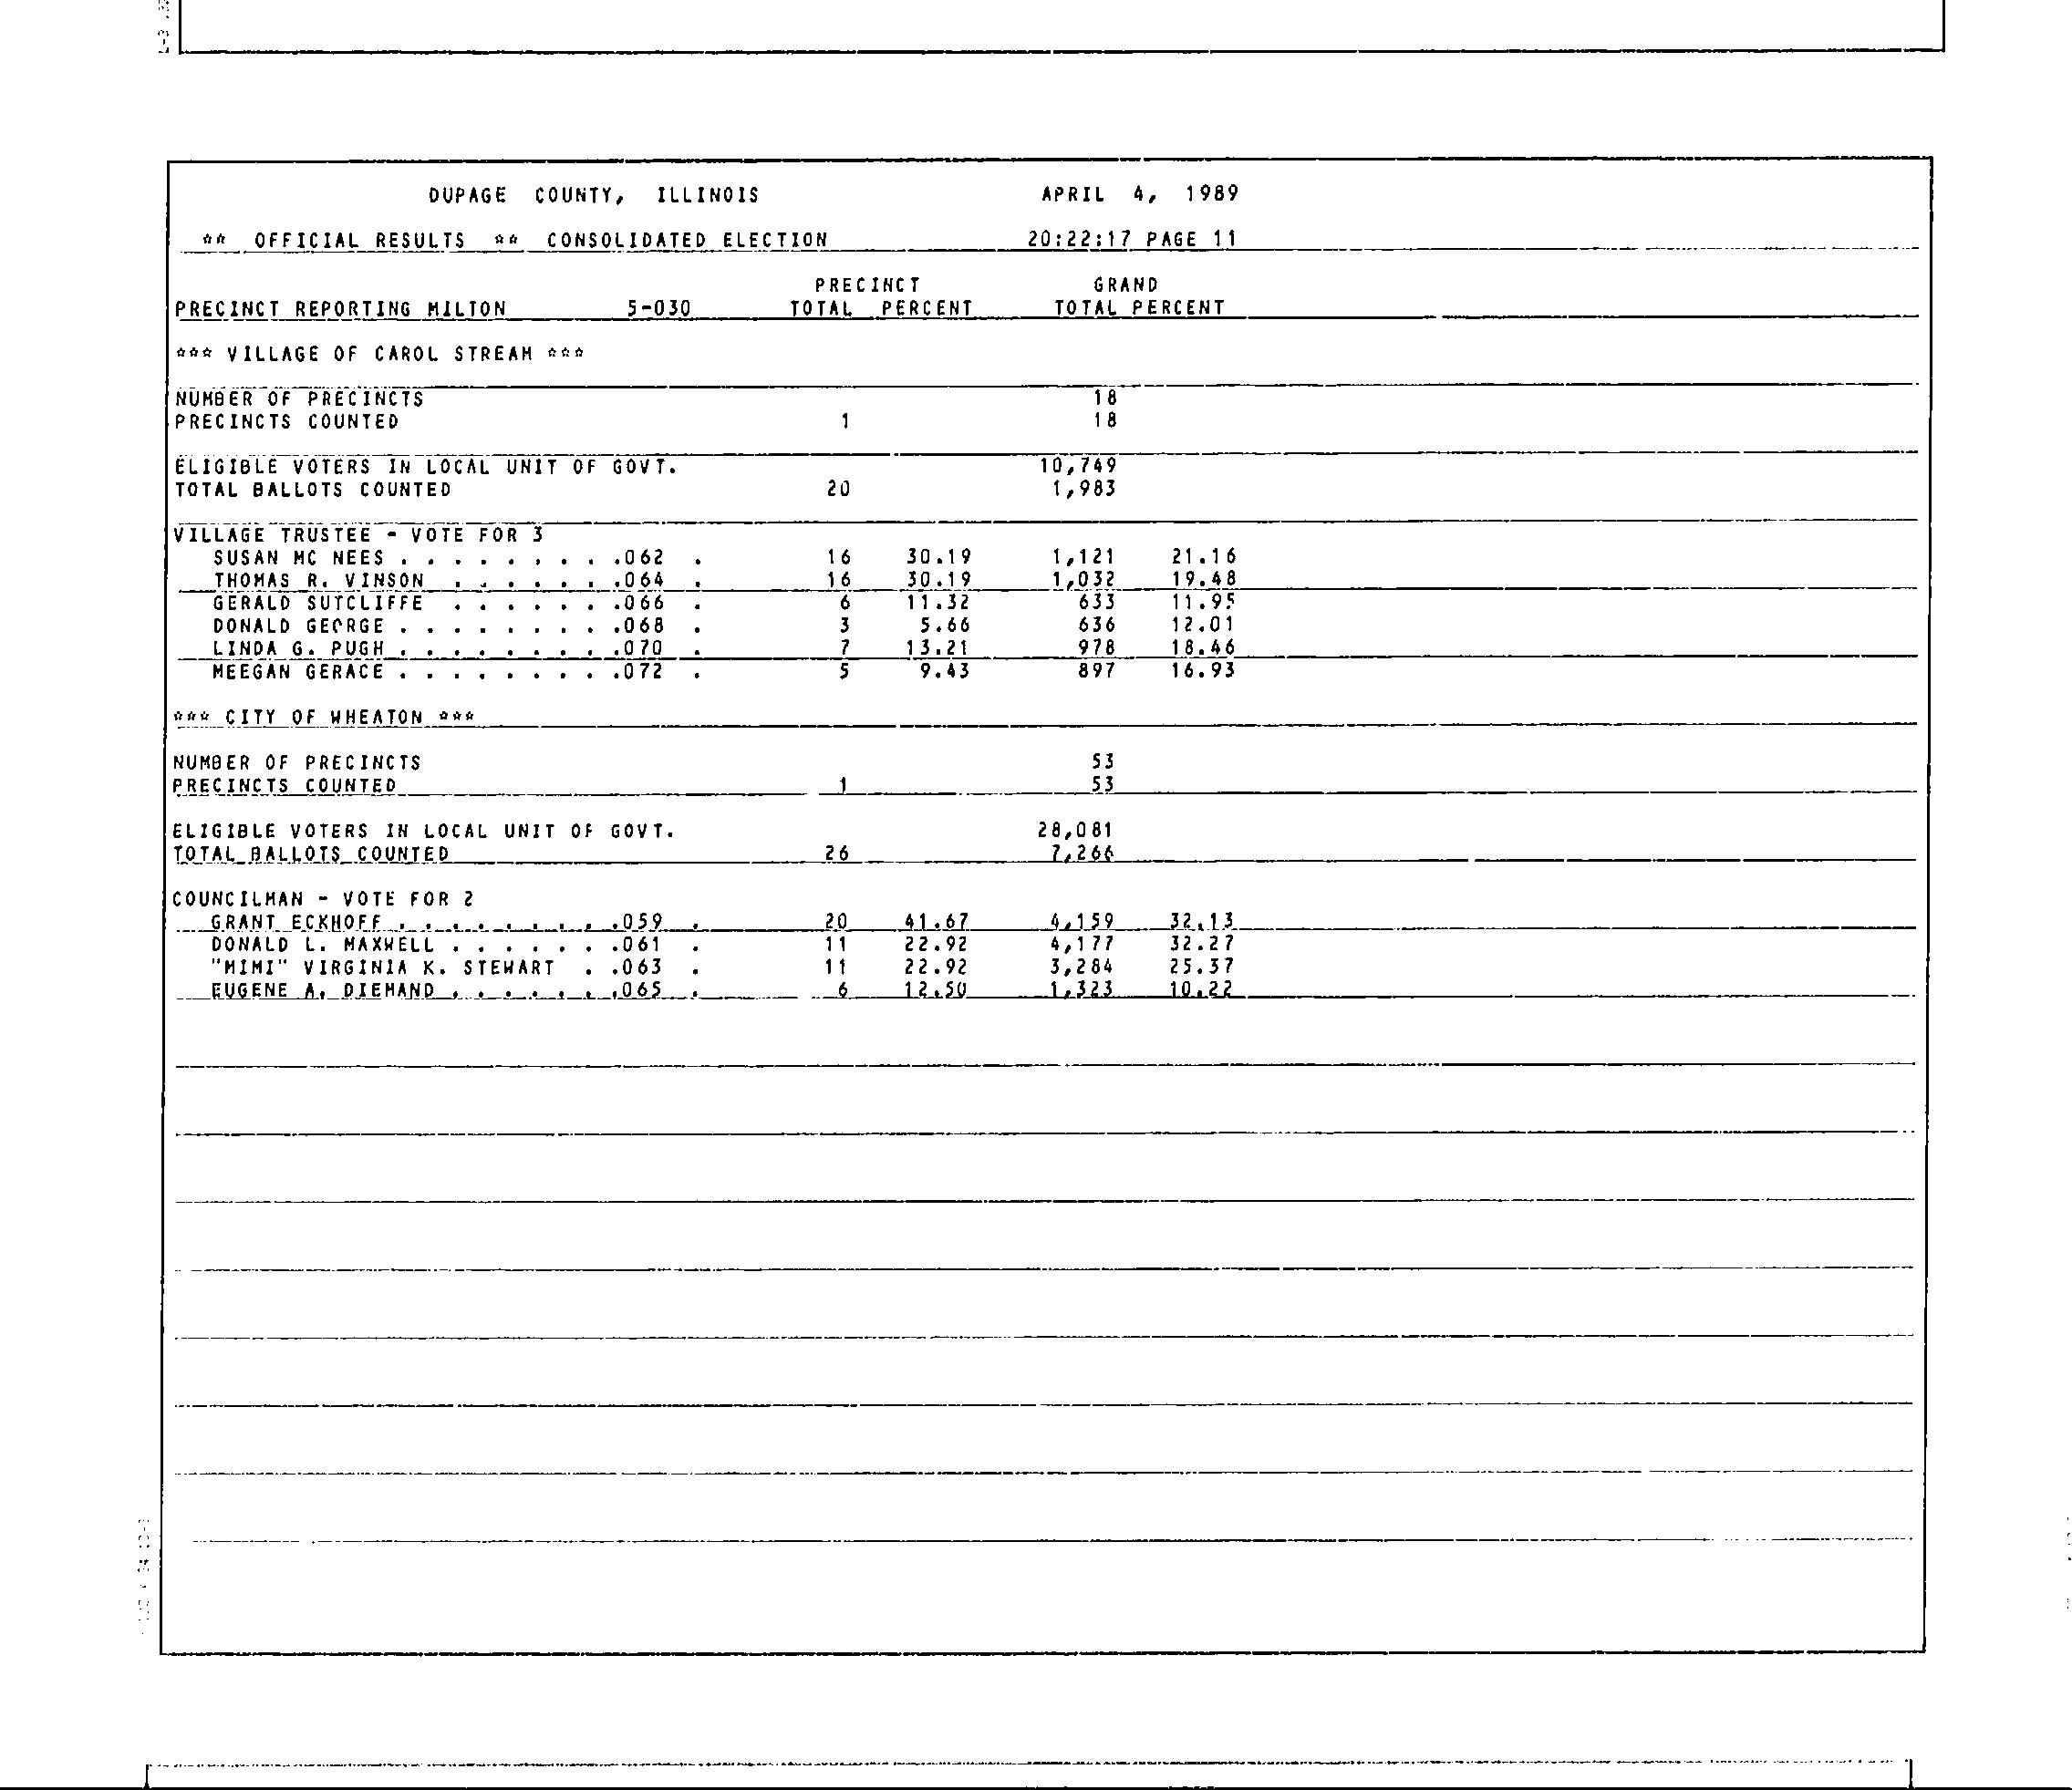 DUPAGE COUNTY, ILLINOIS APRIL 4, 1989
** OFFICIAL RESULTS ** CONSOLIDATED ELECTION 20:22:17 PAGE 11
PRECINCT GRAND
PRECINCT REPORTING MILTON 5-030 TOTAL PERCENT TOTAL PERCENT
*** VILLAGE OF CAROL STREAM ***
NUMBER OF PRECINCTS 18
PRECINCTS COUNTED 1 18
ELIGIBLE VOTERS IN LOCAL UNIT OF GOVT. 10,749
TOTAL BALLOTS COUNTED 20 1,983
VILLAGE TRUSTEE - VOTE FOR 3
SUSAN MC NEES . . . . . . . . .062 . 16 30.19 1,121 21.16
THOMAS R. VINSON . . . . . . .064 . 16 30.19 1,032 19.48
GERALD SUTCLIFFE . . . . . . .066 . 6 11.32 633 11.95
DONALD GEORGE . . . . . . . . .068 . 3 5.66 636 12.01
LINDA G. PUGH . . . . . . . . .070 . 7 13.21 978 18.46
MEEGAN GERACE . . . . . . . . .072 . 5 9.43 897 16.93
*** CITY OF WHEATON ***
NUMBER OF PRECINCTS 53
PRECINCTS COUNTED 1 53
ELIGIBLE VOTERS IN LOCAL UNIT OF GOVT. 28,081
TOTAL BALLOTS COUNTED 26 7,266
COUNCILMAN - VOTE FOR 2
GRANT ECKHOFF . . . . . . . . .059 . 20 41.67 4,159 32.13
DONALD L. MAXWELL . . . . . . .061 . 11 22.92 4,177 32.27
"MIMI" VIRGINIA K. STEWART . .063 . 11 22.92 3,284 25.37
EUGENE A. DIEMAND . . . . . . .065 . 6 12.50 1,323 10.22